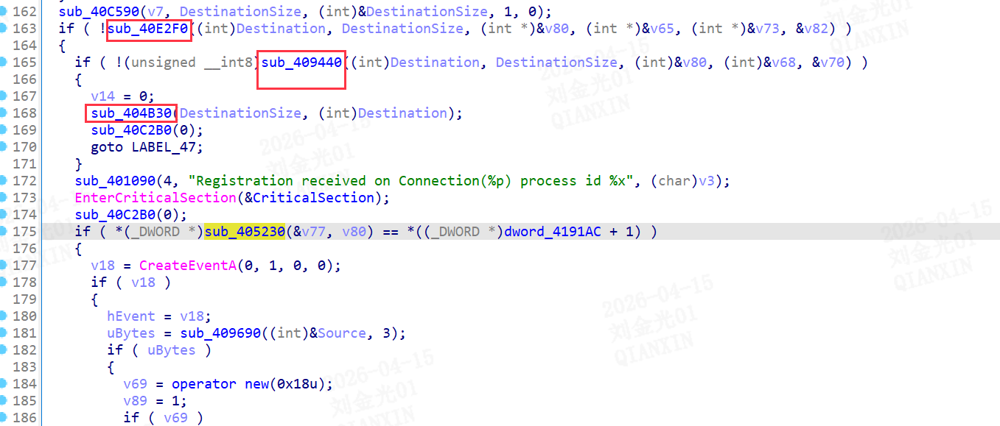 162 sub_40C590(v7, DestinationSize, (int)&DestinationSize, 1, 0);
163 if ( !sub_40E2F0((int)Destination, DestinationSize, (int *)&v80, (int *)&v65, (int *)&v73, &v82) )
164 {
165 if ( !(unsigned __int8)sub_409440((int)Destination, DestinationSize, (int)&v80, (int)&v68, &v70) )
166 {
167 v14 = 0;
168 sub_404B30(DestinationSize, (int)Destination);
169 sub_40C2B0(0);
170 goto LABEL_47;
171 }
172 sub_401090(4, "Registration received on Connection(%p) process id %x", (char)v3);
173 EnterCriticalSection(&CriticalSection);
174 sub_40C2B0(0);
175 if ( *(_DWORD *)sub_405230(&v77, v80) == *((_DWORD *)dword_4191AC + 1) )
176 {
177 v18 = CreateEventA(0, 1, 0, 0);
178 if ( v18 )
179 {
180 hEvent = v18;
181 uBytes = sub_409690((int)&Source, 3);
182 if ( uBytes )
183 {
184 v69 = operator new(0x18u);
185 v89 = 1;
186 if ( v69 )
2026-04-15
刘金光01
QIANXIN